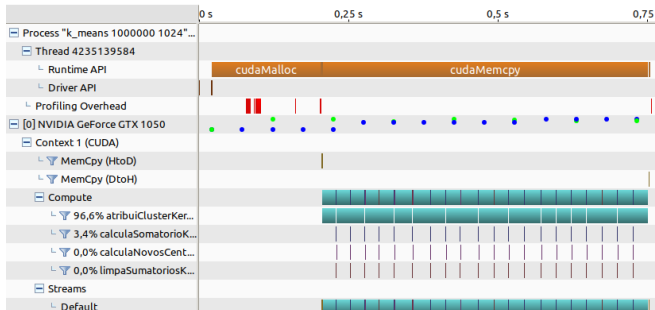 0 s 0,25 s 0,5 s 0,75
Process "k_means 1000000 1024"...
Thread 4235139584
Runtime API cudaMalloc cudaMemcpy
Driver API
Profiling Overhead
[0] NVIDIA GeForce GTX 1050
Context 1 (CUDA)
MemCpy (HtoD)
MemCpy (DtoH)
Compute
96,6% atribuiClusterKer...
3,4% calculaSomatorioK...
0,0% calculaNovosCent...
0,0% limpaSumatoriosK...
Streams
Default